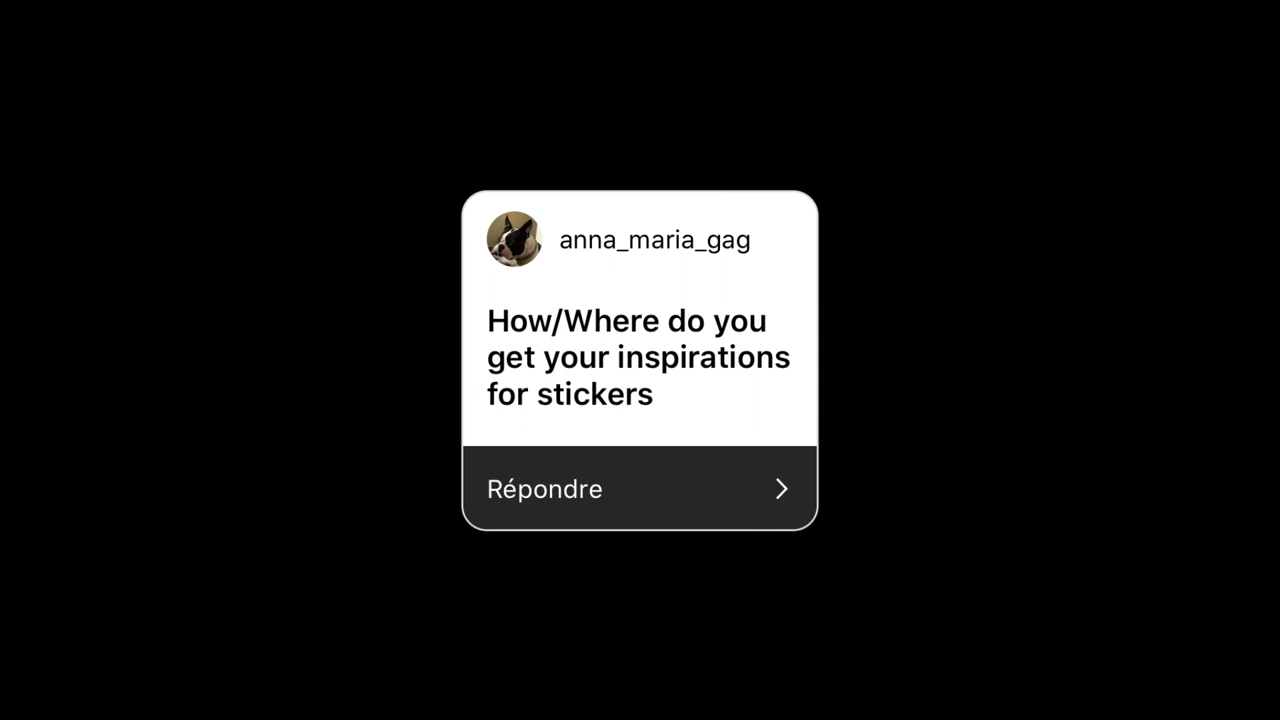 anna_maria_gag
How/Where do you
get your inspirations
for stickers
Répondre